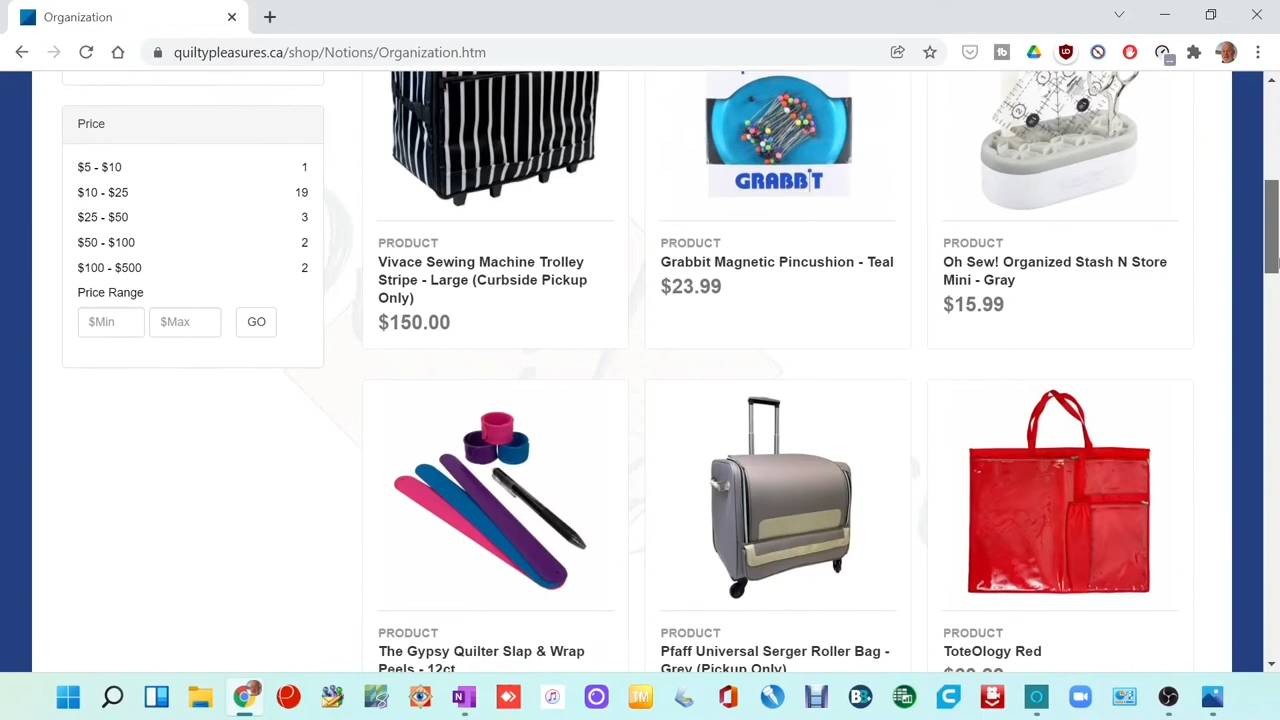 Organization
quiltypleasures.ca/shop/Notions/Organization.htm
Price
$5 - $10 1
$10 - $25 19
$25 - $50 3
$50 - $100 2
$100 - $500 2
Price Range
$Min $Max GO
GRABBIT
PRODUCT
Vivace Sewing Machine Trolley
Stripe - Large (Curbside Pickup
Only)
$150.00
PRODUCT
Grabbit Magnetic Pincushion - Teal
$23.99
PRODUCT
Oh Sew! Organized Stash N Store
Mini - Gray
$15.99
PRODUCT
The Gypsy Quilter Slap & Wrap
Peels - 12ct
PRODUCT
Pfaff Universal Serger Roller Bag -
Grey (Pickup Only)
PRODUCT
ToteOlogy Red